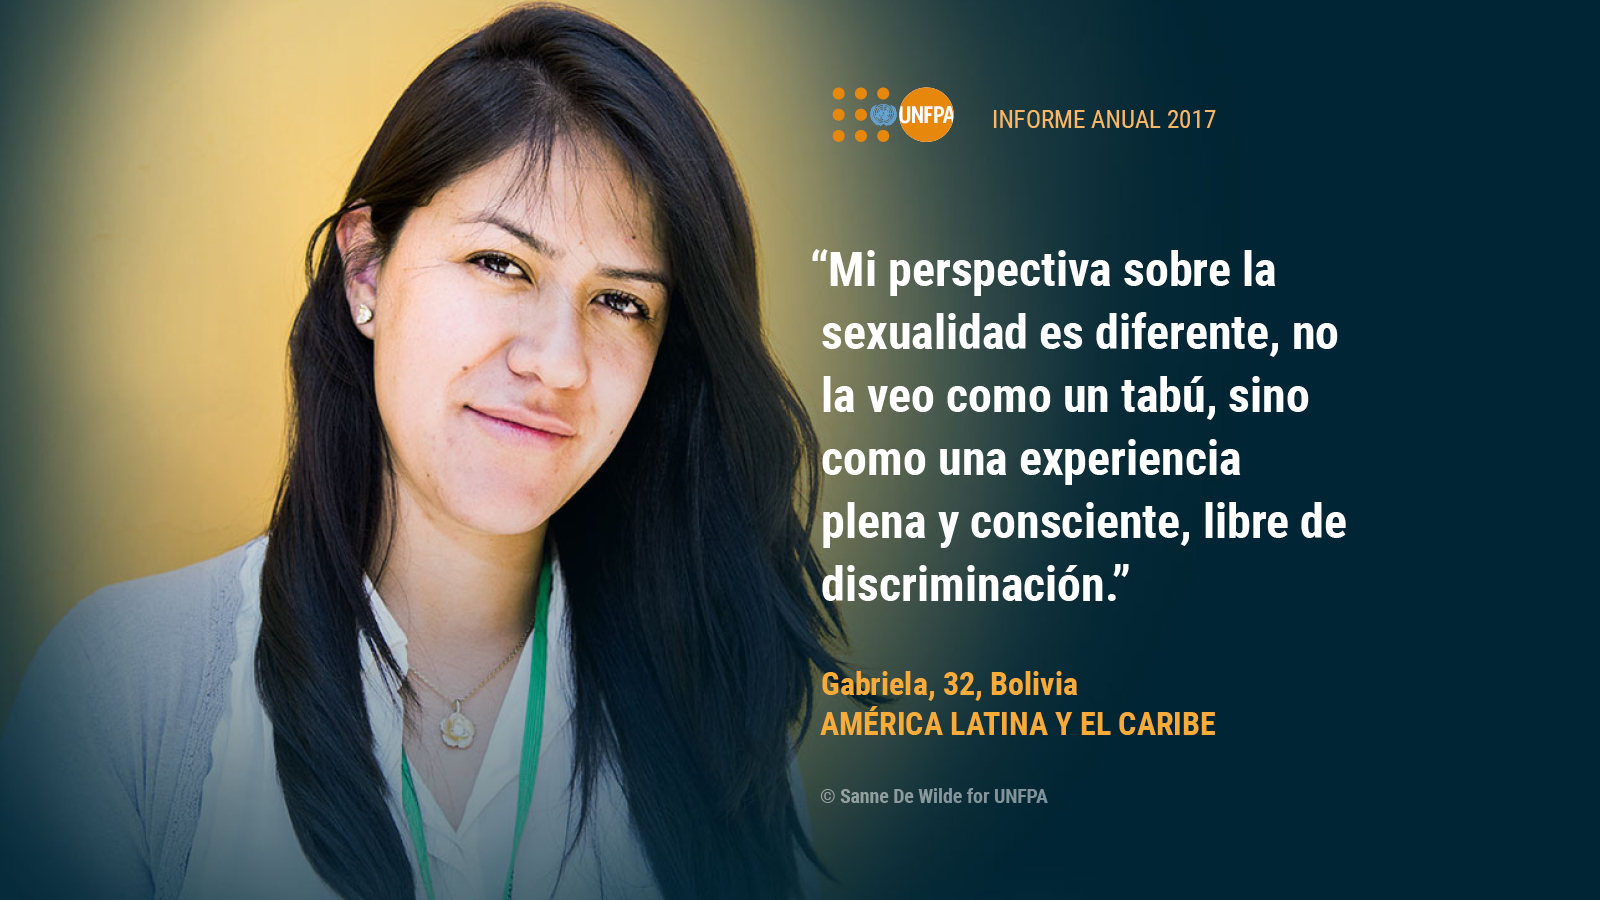 UNFPA
INFORME ANUAL 2017
“Mi perspectiva sobre la
sexualidad es diferente, no
la veo como un tabú, sino
como una experiencia
plena y consciente, libre de
discriminación.”
Gabriela, 32, Bolivia
AMÉRICA LATINA Y EL CARIBE
© Sanne De Wilde for UNFPA